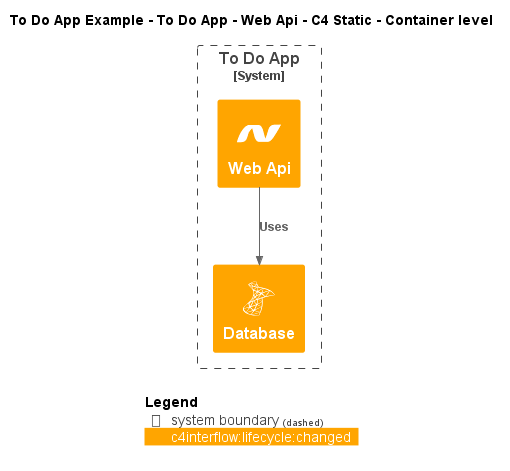 To Do App Example - To Do App - Web Api - C4 Static - Container level
To Do App
[System]
Web Api
Uses
Database
Legend
system boundary (dashed)
c4interflow:lifecycle:changed